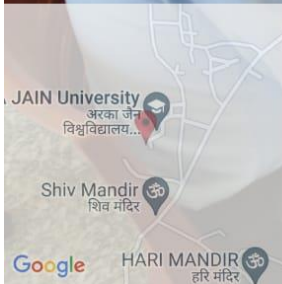 A JAIN University
अरका जैन
विश्वविद्यालय...
Shiv Mandir
शिव मंदिर
HARI MANDIR
हरि मंदिर
Google